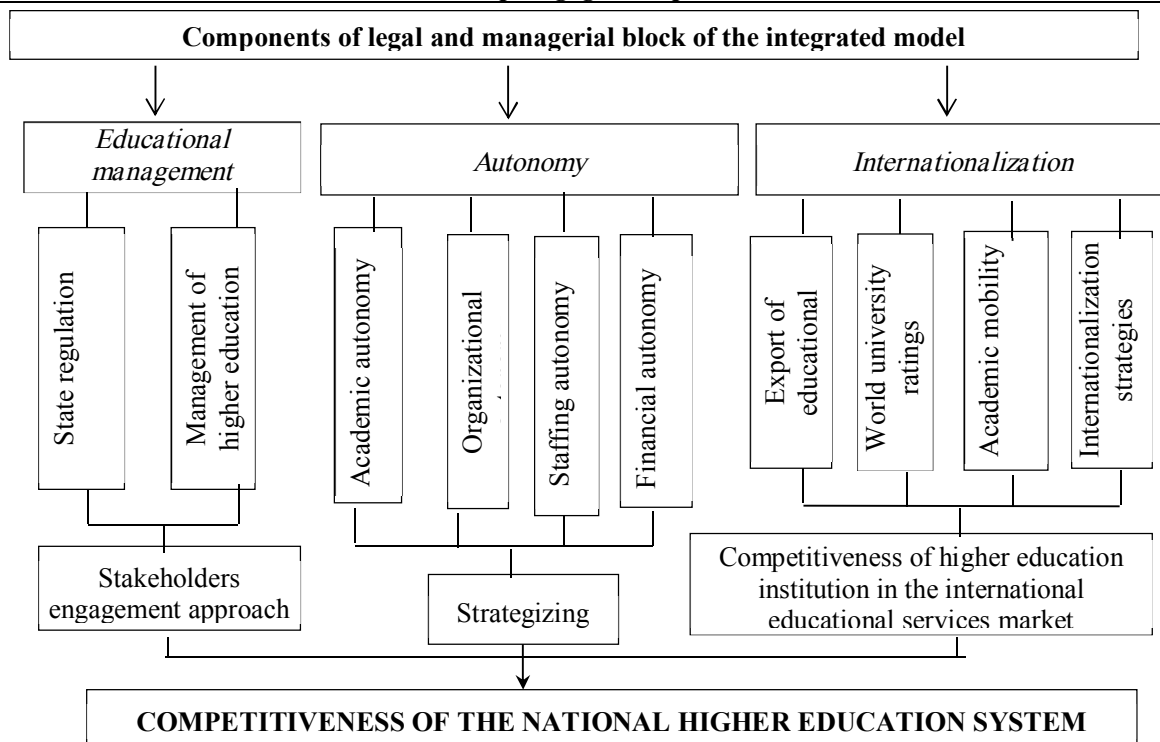 Components of legal and managerial block of the integrated model
Educational
management
Autonomy
Internationalization
State regulation
Management of
higher education
Academic autonomy
Organizational
Staffing autonomy
Financial autonomy
Export of
educational
World university
ratings
Academic mobility
Internationalization
strategies
Stakeholders
engagement approach
Strategizing
Competitiveness of higher education
institution in the international
educational services market
COMPETITIVENESS OF THE NATIONAL HIGHER EDUCATION SYSTEM